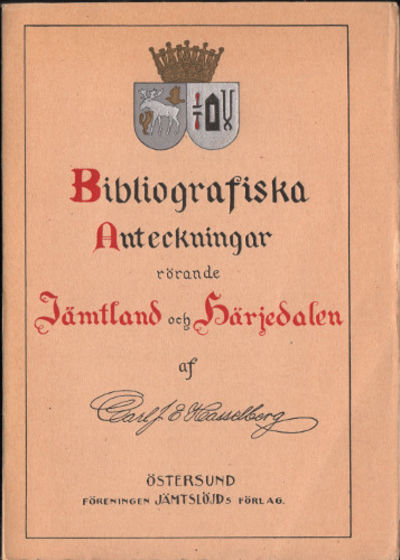 Bibliografiska
Anteckningar
rörande
Jämtland och Härjedalen
af
Carl J. E. Hasselberg
ÖSTERSUND
FÖRENINGEN JÄMTSLÖJDS FÖRLAG.